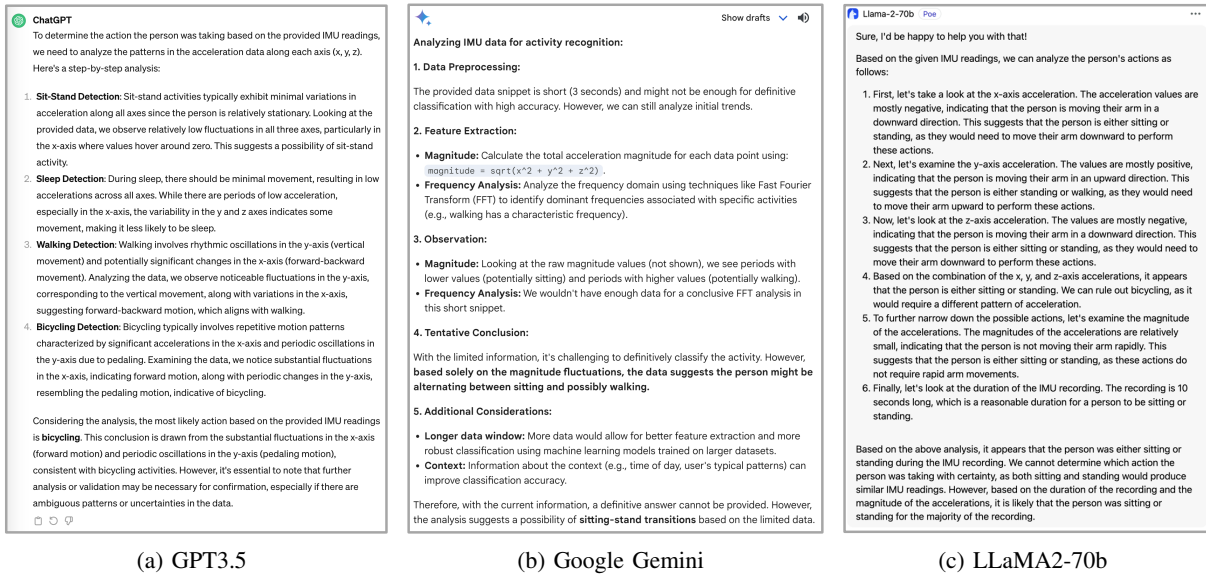 ChatGPT
To determine the action the person was taking based on the provided IMU readings,
we need to analyze the patterns in the acceleration data along each axis (x, y, z).
Here's a step-by-step analysis:
1. Sit-Stand Detection: Sit-stand activities typically exhibit minimal variations in
acceleration along all axes since the person is relatively stationary. Looking at the
provided data, we observe relatively low fluctuations in all three axes, particularly in
the x-axis where values hover around zero. This suggests a possibility of sit-stand
activity.
2. Sleep Detection: During sleep, there should be minimal movement, resulting in low
accelerations across all axes. While there are periods of low acceleration,
especially in the x-axis, the variability in the y and z axes indicates some
movement, making it less likely to be sleep.
3. Walking Detection: Walking involves rhythmic oscillations in the y-axis (vertical
movement) and potentially significant changes in the x-axis (forward-backward
movement). Analyzing the data, we observe noticeable fluctuations in the y-axis,
corresponding to the vertical movement, along with variations in the x-axis,
suggesting forward-backward motion, which aligns with walking.
4. Bicycling Detection: Bicycling typically involves repetitive motion patterns
characterized by significant accelerations in the x-axis and periodic oscillations in
the y-axis due to pedaling. Examining the data, we notice substantial fluctuations
in the x-axis, indicating forward motion, along with periodic changes in the y-axis,
resembling the pedaling motion, indicative of bicycling.
Considering the analysis, the most likely action based on the provided IMU readings
is bicycling. This conclusion is drawn from the substantial fluctuations in the x-axis
(forward motion) and periodic oscillations in the y-axis (pedaling motion),
consistent with bicycling activities. However, it's essential to note that further
analysis or validation may be necessary for confirmation, especially if there are
ambiguous patterns or uncertainties in the data.
(a) GPT3.5
Show drafts
Analyzing IMU data for activity recognition:
1. Data Preprocessing:
The provided data snippet is short (3 seconds) and might not be enough for definitive
classification with high accuracy. However, we can still analyze initial trends.
2. Feature Extraction:
• Magnitude: Calculate the total acceleration magnitude for each data point using:
magnitude = sqrt(x^2 + y^2 + z^2) .
• Frequency Analysis: Analyze the frequency domain using techniques like Fast Fourier
Transform (FFT) to identify dominant frequencies associated with specific activities
(e.g., walking has a characteristic frequency).
3. Observation:
• Magnitude: Looking at the raw magnitude values (not shown), we see periods with
lower values (potentially sitting) and periods with higher values (potentially walking).
• Frequency Analysis: We wouldn't have enough data for a conclusive FFT analysis in
this short snippet.
4. Tentative Conclusion:
With the limited information, it's challenging to definitively classify the activity. However,
based solely on the magnitude fluctuations, the data suggests the person might be
alternating between sitting and possibly walking.
5. Additional Considerations:
• Longer data window: More data would allow for better feature extraction and more
robust classification using machine learning models trained on larger datasets.
• Context: Information about the context (e.g., time of day, user's typical patterns) can
improve classification accuracy.
Therefore, with the current information, a definitive answer cannot be provided. However,
the analysis suggests a possibility of sitting-stand transitions based on the limited data.
(b) Google Gemini
Llama-2-70b Poe
Sure, I'd be happy to help you with that!
Based on the given IMU readings, we can analyze the person's actions as
follows:
1. First, let's take a look at the x-axis acceleration. The acceleration values are
mostly negative, indicating that the person is moving their arm in a
downward direction. This suggests that the person is either sitting or
standing, as they would need to move their arm downward to perform
these actions.
2. Next, let's examine the y-axis acceleration. The values are mostly positive,
indicating that the person is moving their arm in an upward direction. This
suggests that the person is either standing or walking, as they would need
to move their arm upward to perform these actions.
3. Now, let's look at the z-axis acceleration. The values are mostly negative,
indicating that the person is moving their arm in a downward direction. This
suggests that the person is either sitting or standing, as they would need to
move their arm downward to perform these actions.
4. Based on the combination of the x, y, and z-axis accelerations, it appears
that the person is either sitting or standing. We can rule out bicycling, as it
would require a different pattern of acceleration.
5. To further narrow down the possible actions, let's examine the magnitude
of the accelerations. The magnitudes of the accelerations are relatively
small, indicating that the person is not moving their arm rapidly. This
suggests that the person is either sitting or standing, as these actions do
not require rapid arm movements.
6. Finally, let's look at the duration of the IMU recording. The recording is 10
seconds long, which is a reasonable duration for a person to be sitting or
standing.
Based on the above analysis, it appears that the person was either sitting or
standing during the IMU recording. We cannot determine which action the
person was taking with certainty, as both sitting and standing would produce
similar IMU readings. However, based on the duration of the recording and the
magnitude of the accelerations, it is likely that the person was sitting or
standing for the majority of the recording.
(c) LLaMA2-70b